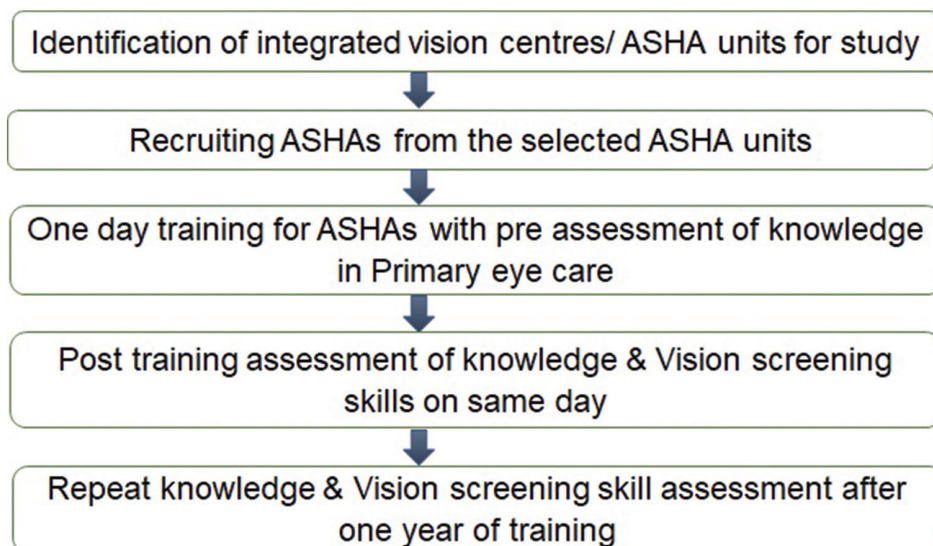 Identification of integrated vision centres/ ASHA units for study
Recruiting ASHAs from the selected ASHA units
One day training for ASHAs with pre assessment of knowledge
in Primary eye care
Post training assessment of knowledge & Vision screening
skills on same day
Repeat knowledge & Vision screening skill assessment after
one year of training